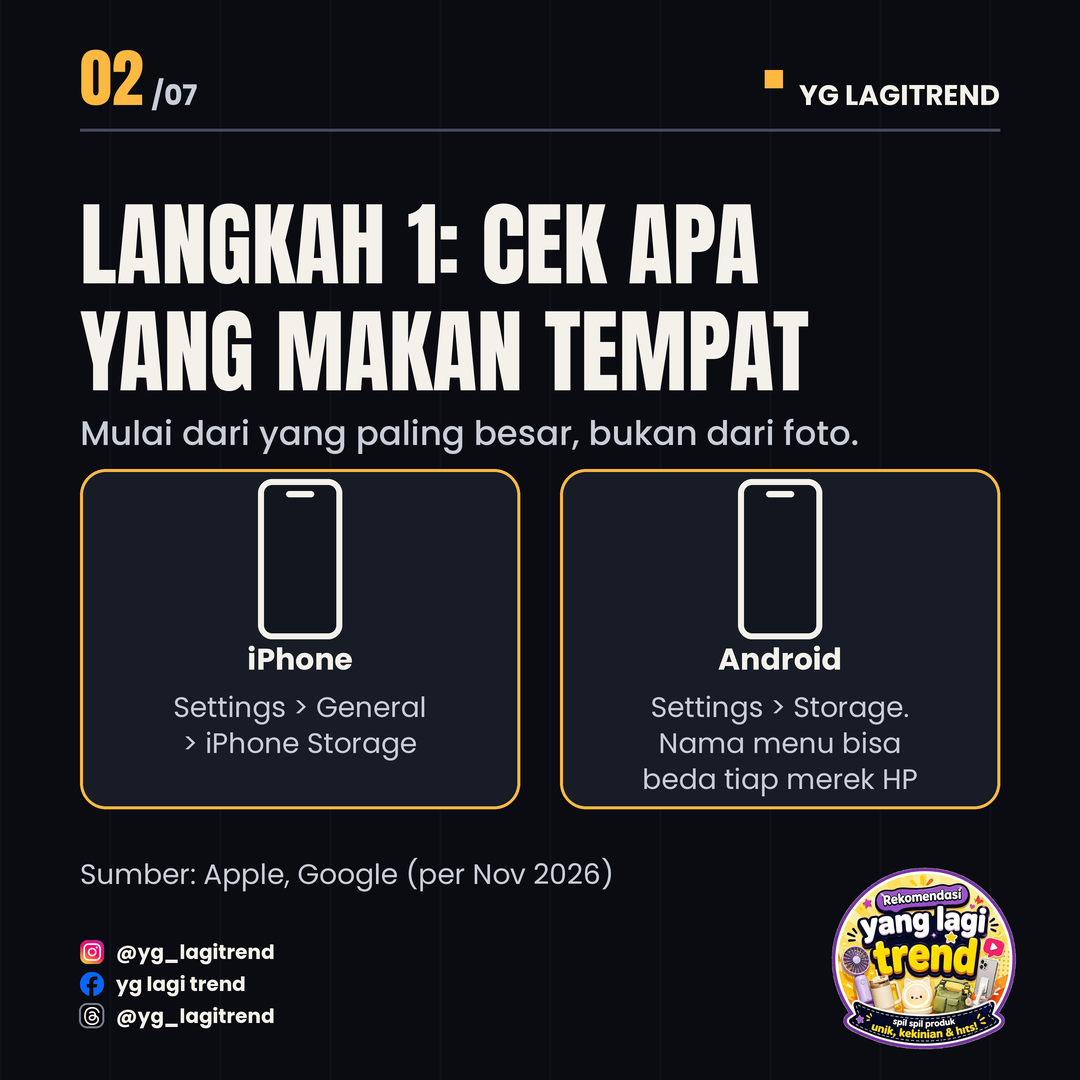 02 /07
YG LAGITREND
LANGKAH 1: CEK APA
YANG MAKAN TEMPAT
Mulai dari yang paling besar, bukan dari foto.
iPhone
Settings > General
> iPhone Storage
Android
Settings > Storage.
Nama menu bisa
beda tiap merek HP
Sumber: Apple, Google (per Nov 2026)
@yg_lagitrend
yg lagi trend
@yg_lagitrend
Rekomendasi
yang lagi
trend
spil spil produk
unik, kekinian & hits!